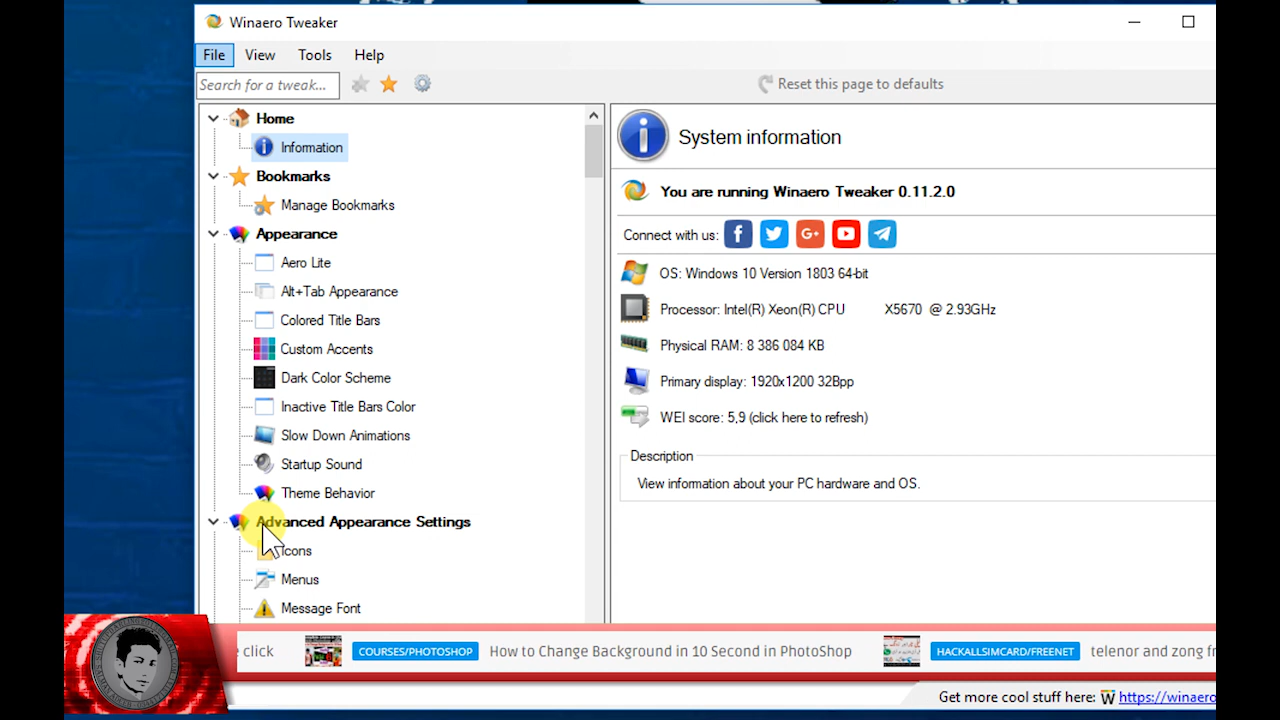 Winaero Tweaker
File View Tools Help
Search for a tweak...
Reset this page to defaults
Home
Information
Bookmarks
Manage Bookmarks
Appearance
Aero Lite
Alt+Tab Appearance
Colored Title Bars
Custom Accents
Dark Color Scheme
Inactive Title Bars Color
Slow Down Animations
Startup Sound
Theme Behavior
Advanced Appearance Settings
Icons
Menus
Message Font
System information
You are running Winaero Tweaker 0.11.2.0
Connect with us:
OS: Windows 10 Version 1803 64-bit
Processor: Intel(R) Xeon(R) CPU X5670 @ 2.93GHz
Physical RAM: 8 386 084 KB
Primary display: 1920x1200 32Bpp
WEI score: 5,9 (click here to refresh)
Description
View information about your PC hardware and OS.
e click COURSES/PHOTOSHOP How to Change Background in 10 Second in PhotoShop HACKALLSIMCARD/FREENET telenor and zong fr
Get more cool stuff here: W https://winaero